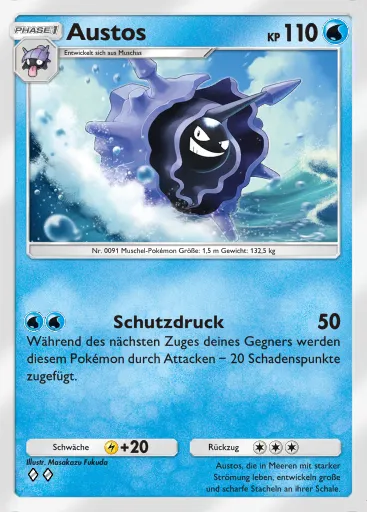 PHASE 1
Austos
KP 110
Entwickelt sich aus Muschas
Nr. 0091 Muschel-Pokémon Größe: 1,5 m Gewicht: 132,5 kg
Schutzdruck 50
Während des nächsten Zuges deines Gegners werden
diesem Pokémon durch Attacken – 20 Schadenspunkte
zugefügt.
Schwäche +20
Rückzug
Illustr. Masakazu Fukuda
Austos, die in Meeren mit starker
Strömung leben, entwickeln große
und scharfe Stacheln an ihrer Schale.